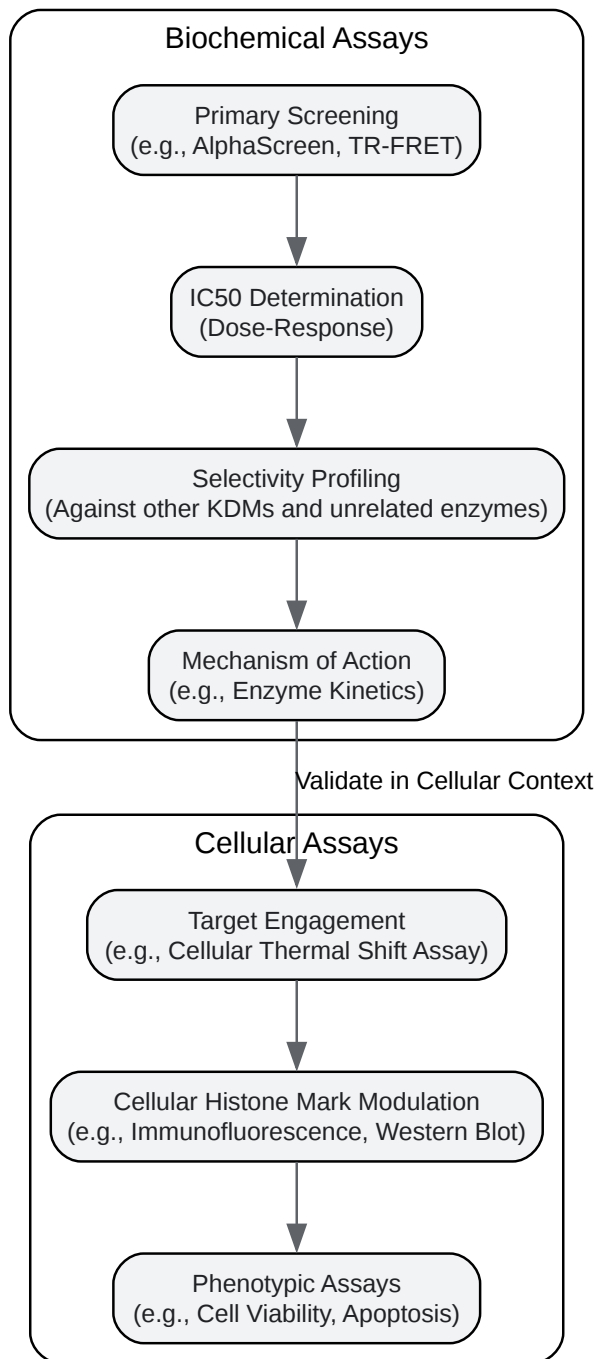 Biochemical Assays
Primary Screening
(e.g., AlphaScreen, TR-FRET)
IC50 Determination
(Dose-Response)
Selectivity Profiling
(Against other KDMs and unrelated enzymes)
Mechanism of Action
(e.g., Enzyme Kinetics)
Validate in Cellular Context
Cellular Assays
Target Engagement
(e.g., Cellular Thermal Shift Assay)
Cellular Histone Mark Modulation
(e.g., Immunofluorescence, Western Blot)
Phenotypic Assays
(e.g., Cell Viability, Apoptosis)